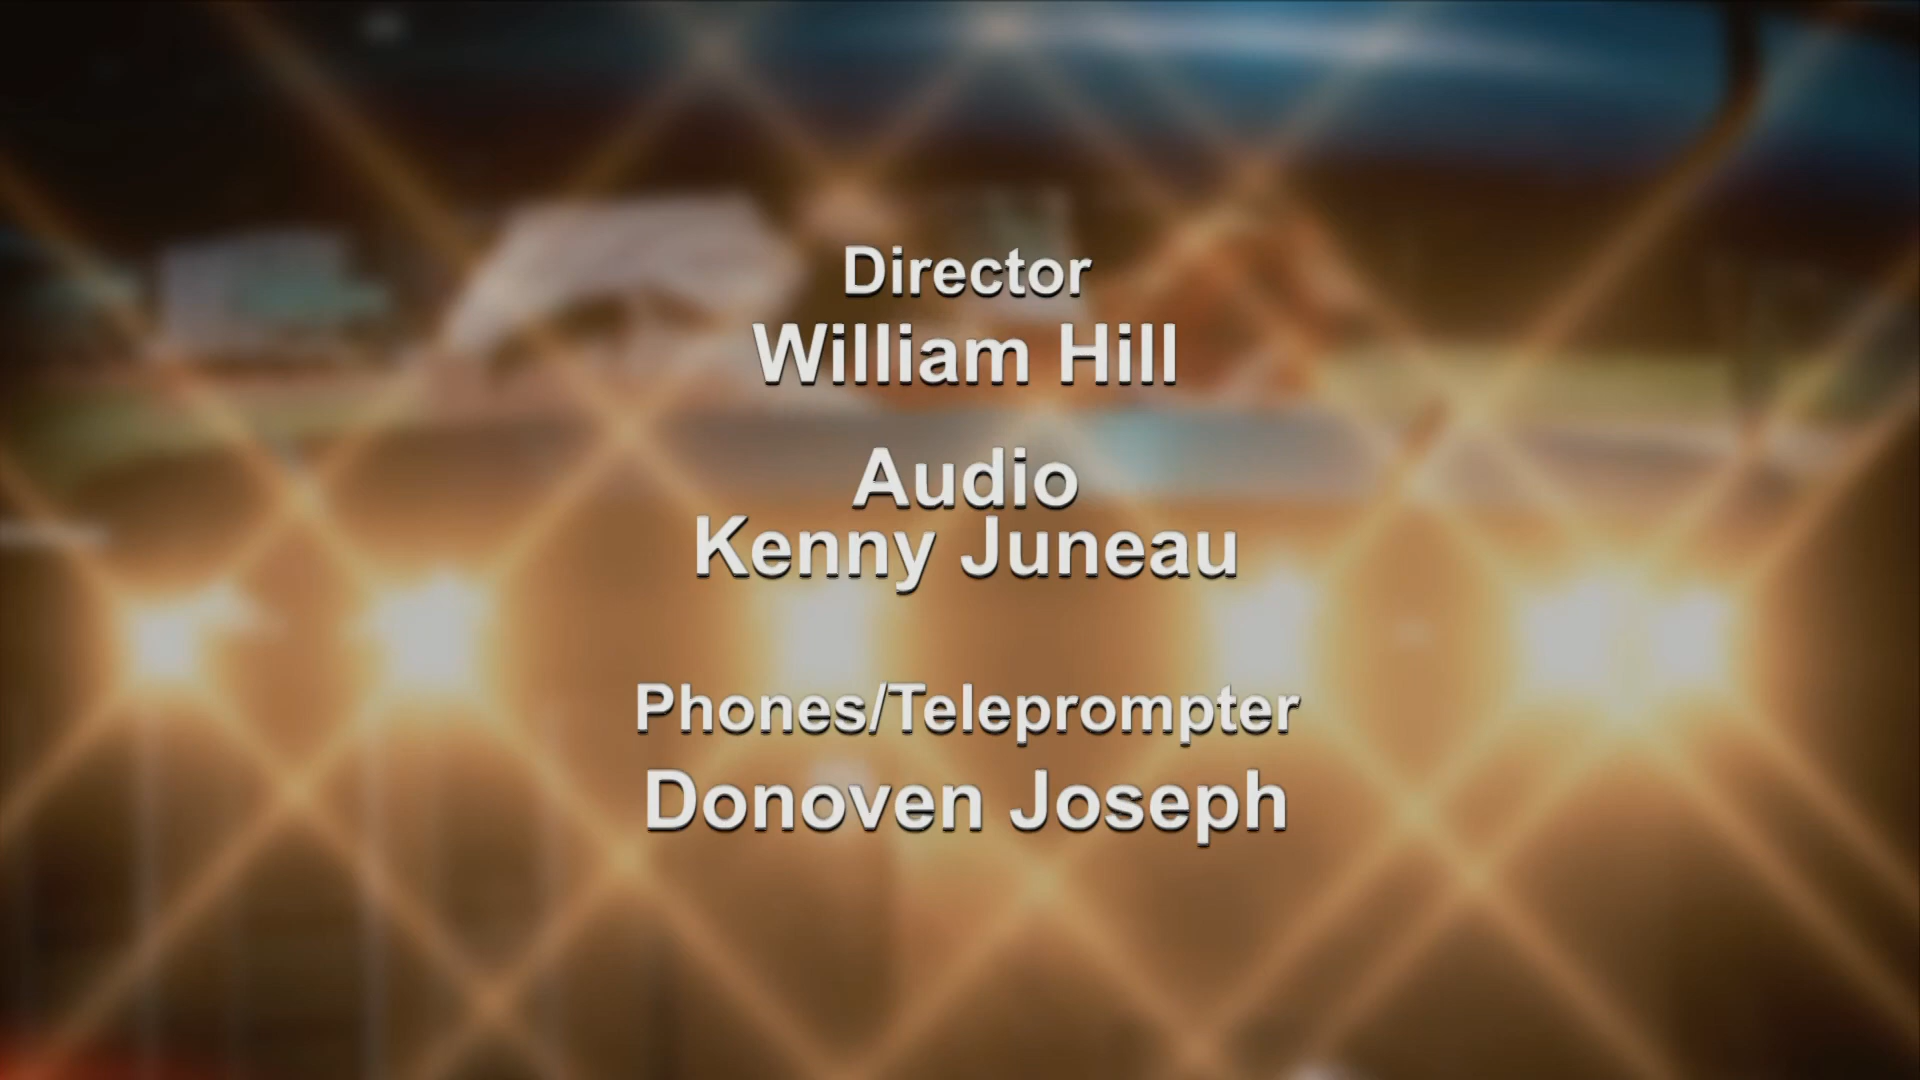 Director
William Hill
Audio
Kenny Juneau
Phones/Teleprompter
Donoven Joseph